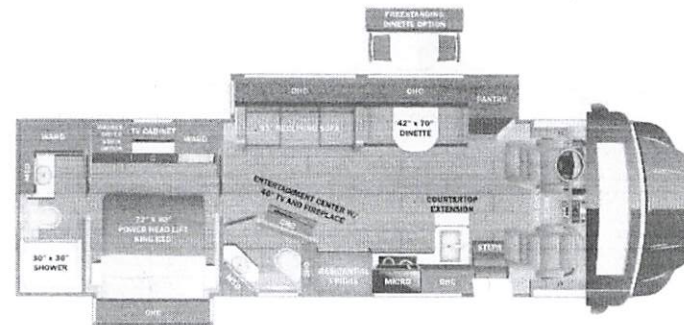 FREESTANDING
DINETTE OPTION
OHC
OHC
PANTRY
WARD
TV CABINET
WARD
RECLINING SOFA
42" x 70"
DINETTE
MED
ENTERTAINMENT CENTER W/
40" TV AND FIREPLACE
COUNTERTOP
EXTENSION
72" X 80"
POWER HEAD LIFT
KING BED
OHC
30" x 38"
SHOWER
STEPS
RESIDENTIAL
FRIDGE
MICRO
OHC
OHC